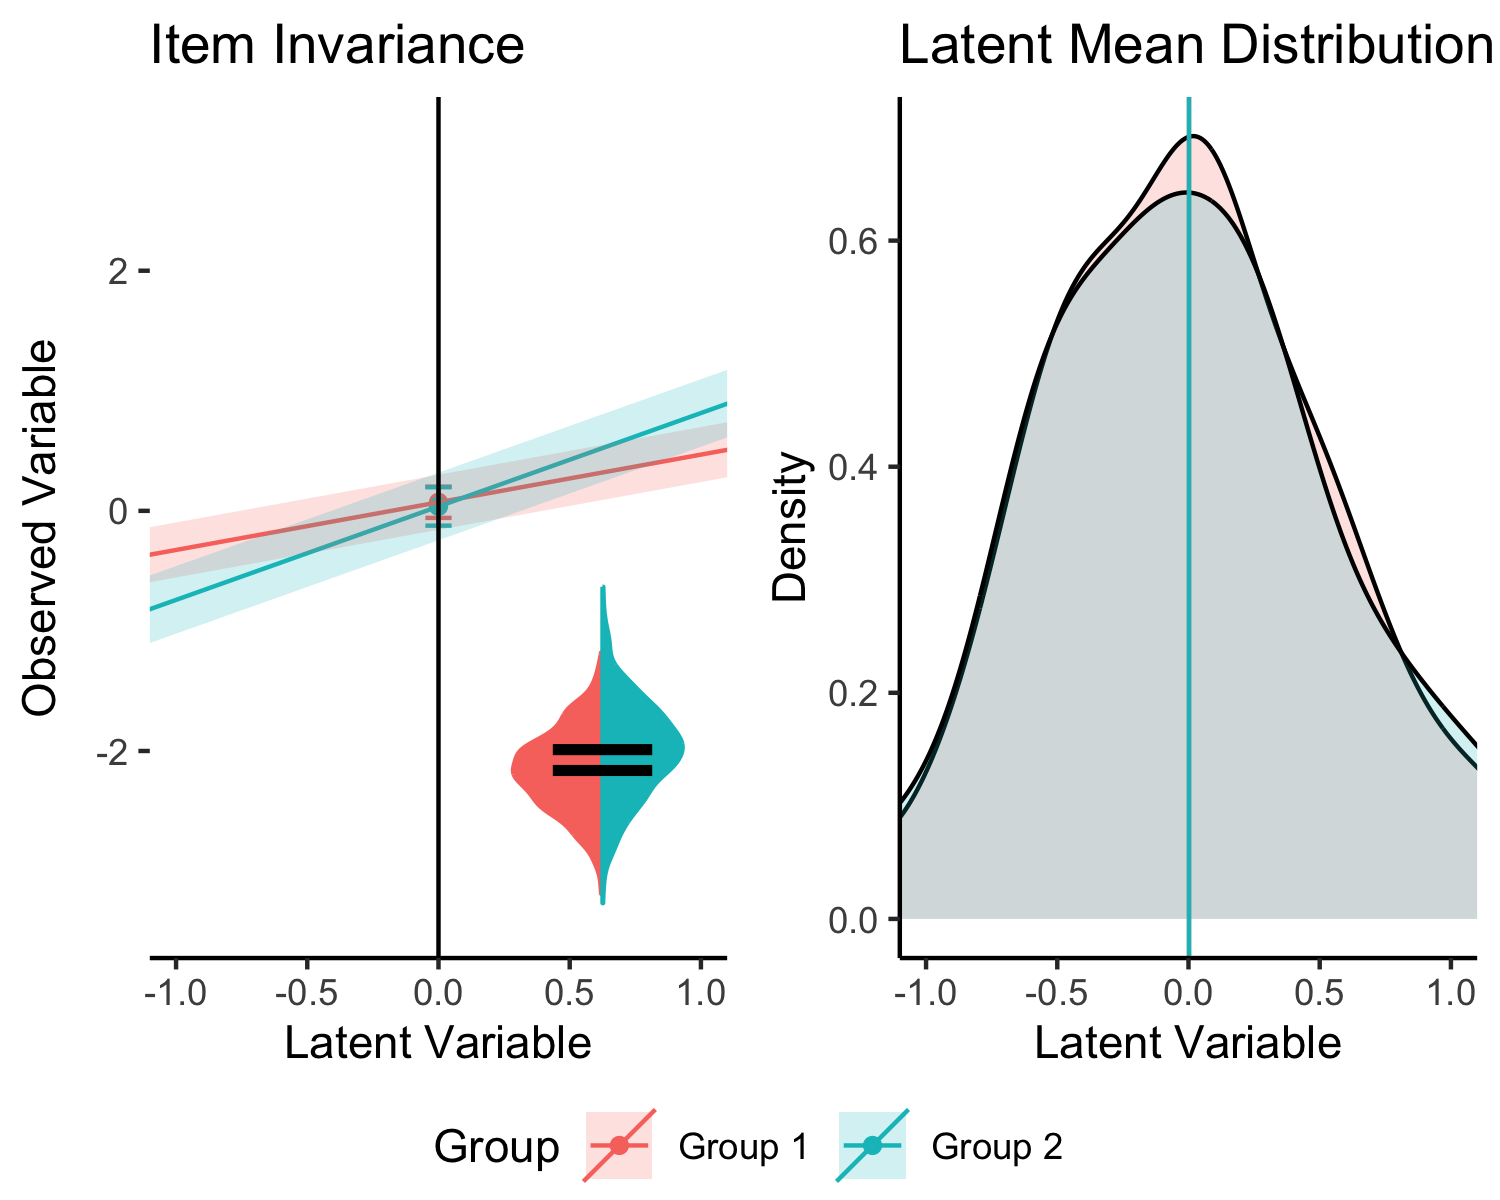 Item Invariance
Latent Mean Distribution
Observed Variable
2
0
-2
-1.0 -0.5 0.0 0.5 1.0
Latent Variable
Density
0.6
0.4
0.2
0.0
-1.0 -0.5 0.0 0.5 1.0
Latent Variable
Group Group 1 Group 2